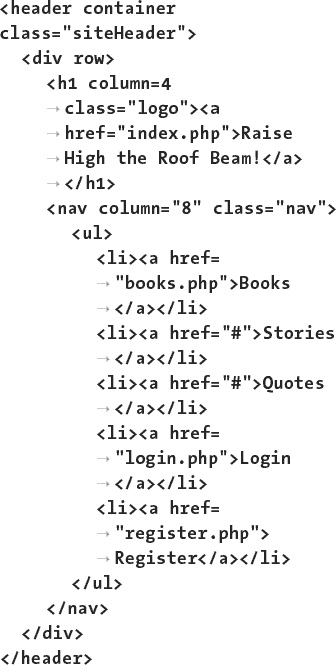 <header container
class="siteHeader">
<div row>
<h1 column=4
→ class="logo"><a
→ href="index.php">Raise
→ High the Roof Beam!</a>
→ </h1>
<nav column="8" class="nav">
<ul>
<li><a href=
→ "books.php">Books
→ </a></li>
<li><a href="#">Stories
→ </a></li>
<li><a href="#">Quotes
→ </a></li>
<li><a href=
→ "login.php">Login
→ </a></li>
<li><a href=
→ "register.php">
→ Register</a></li>
</ul>
</nav>
</div>
</header>